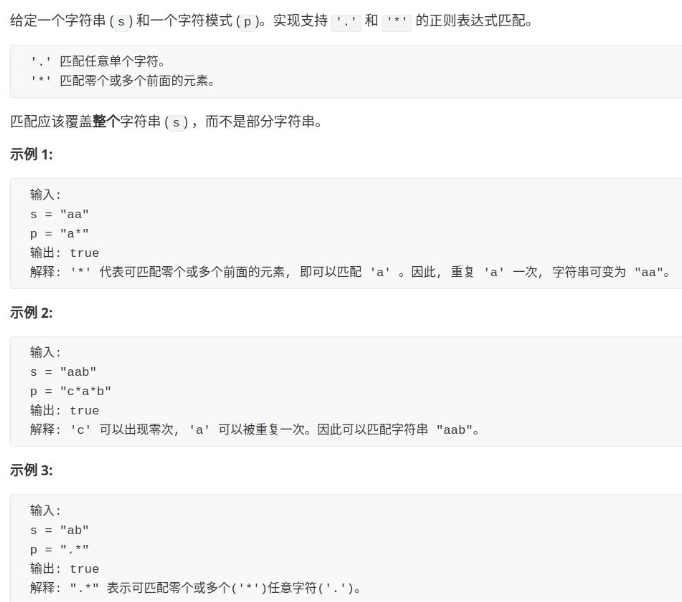 给定一个字符串 (s) 和一个字符模式 (p)。实现支持 '.' 和 '*' 的正则表达式匹配。
'.' 匹配任意单个字符。
'*' 匹配零个或多个前面的元素。
匹配应该覆盖整个字符串 (s) ，而不是部分字符串。
示例 1:
输入:
s = "aa"
p = "a*"
输出: true
解释: '*' 代表可匹配零个或多个前面的元素, 即可以匹配 'a' 。因此, 重复 'a' 一次, 字符串可变为 "aa"。
示例 2:
输入:
s = "aab"
p = "c*a*b"
输出: true
解释: 'c' 可以出现零次, 'a' 可以被重复一次。因此可以匹配字符串 "aab"。
示例 3:
输入:
s = "ab"
p = ".*"
输出: true
解释: ".*" 表示可匹配零个或多个('*')任意字符('.')。